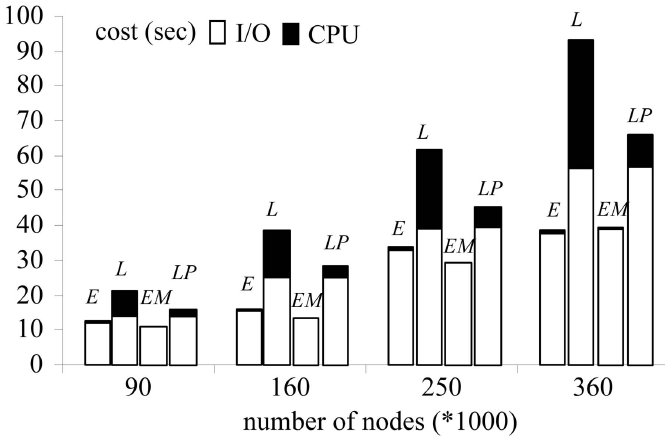 100
cost (sec) I/O CPU
90
80
70
60
50
40
30
20
10
0
E L EM LP
E L EM LP
E L EM LP
E L EM LP
90 160 250 360
number of nodes (*1000)